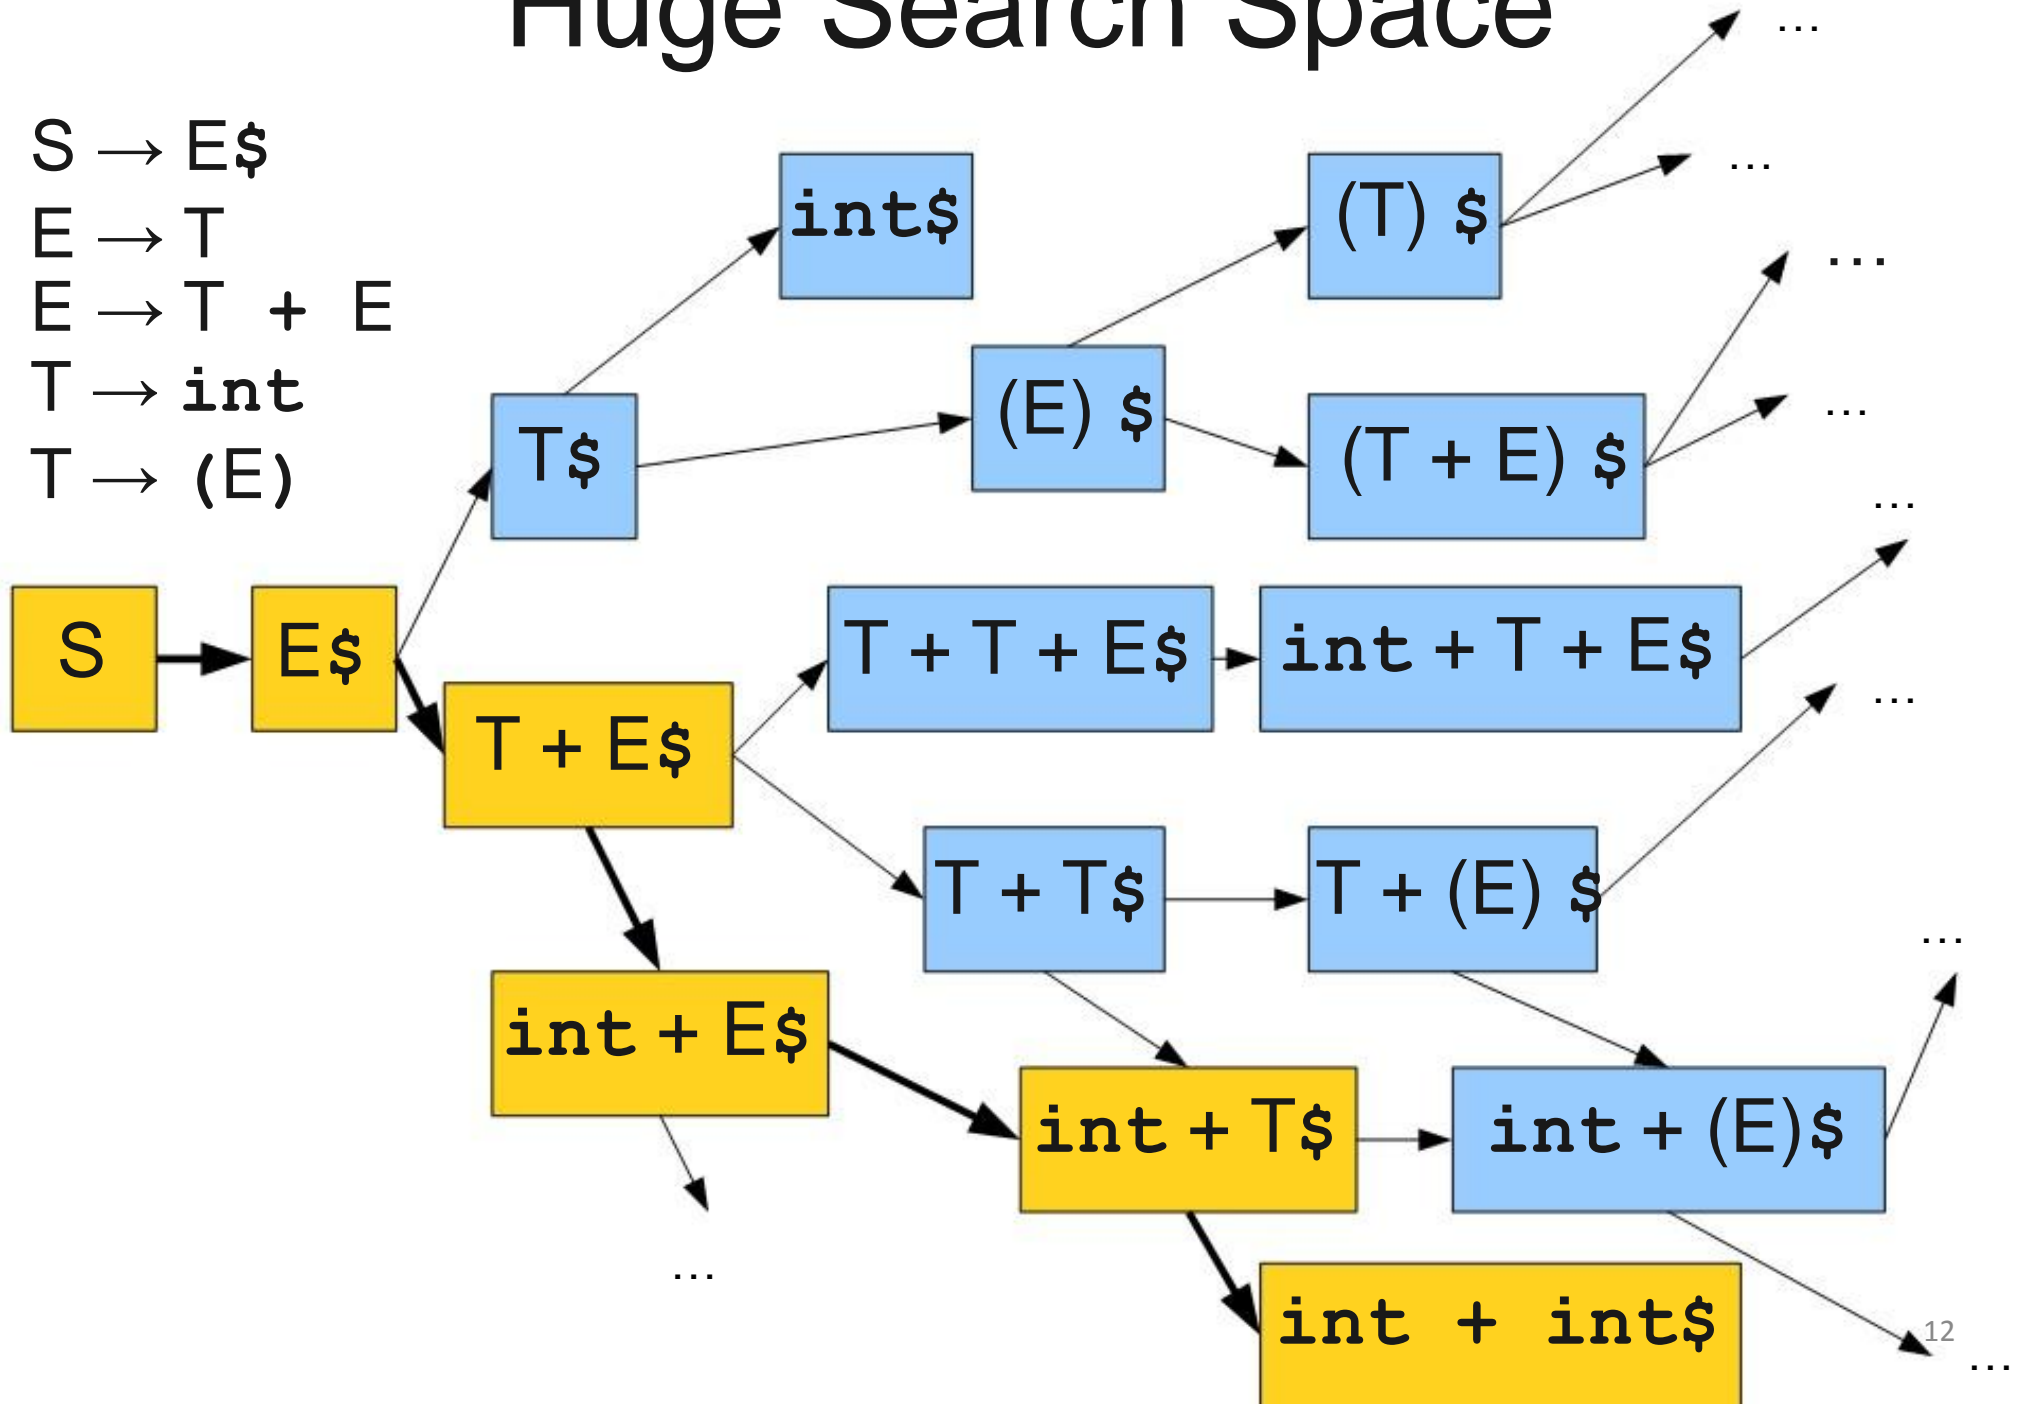 Huge Search Space
S → E$
E → T
E → T + E
T → int
T → (E)
...
...
int$
(T) $
...
T$
(E) $
(T + E) $
...
...
S
E$
T + T + E$
int + T + E$
T + E$
...
T + T$
T + (E) $
...
int + E$
int + T$
int + (E)$
...
int + int$
12
...